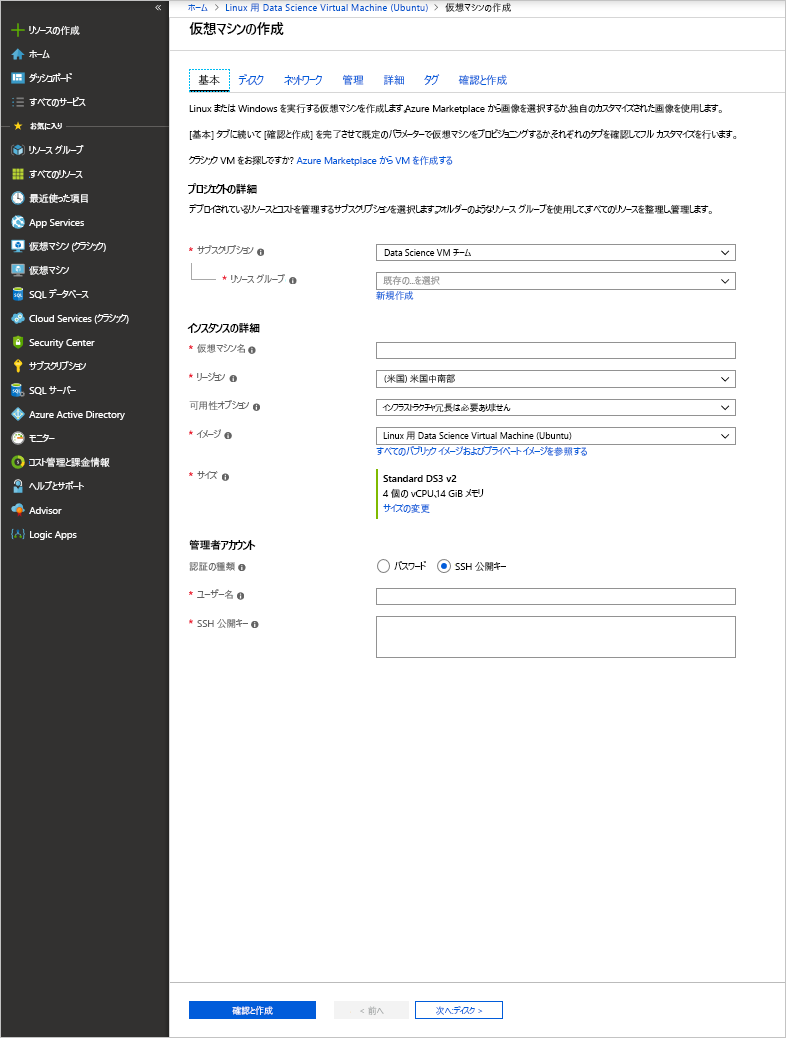 «
リソースの作成
ホーム
ダッシュボード
すべてのサービス
お気に入り
リソース グループ
すべてのリソース
最近使った項目
App Services
仮想マシン (クラシック)
仮想マシン
SQL データベース
Cloud Services (クラシック)
Security Center
サブスクリプション
SQL サーバー
Azure Active Directory
モニター
コスト管理と課金情報
ヘルプとサポート
Advisor
Logic Apps
ホーム > Linux 用 Data Science Virtual Machine (Ubuntu) > 仮想マシンの作成
仮想マシンの作成
基本 ディスク ネットワーク 管理 詳細 タグ 確認と作成
Linux または Windows を実行する仮想マシンを作成します。Azure Marketplace から画像を選択するか、独自のカスタマイズされた画像を使用します。
[基本] タブに続いて [確認と作成] を完了させて既定のパラメーターで仮想マシンをプロビジョニングするか、それぞれのタブを確認してフル カスタマイズを行います。
クラシック VM をお探しですか? Azure Marketplace から VM を作成する
プロジェクトの詳細
デプロイされているリソースとコストを管理するサブスクリプションを選択します。フォルダーのようなリソース グループを使用して、すべてのリソースを整理し、管理します。
* サブスクリプション Data Science VM チーム
* リソース グループ 既存の...を選択
新規作成
インスタンスの詳細
* 仮想マシン名
* リージョン (米国) 米国中南部
可用性オプション インフラストラクチャ冗長は必要ありません
* イメージ Linux 用 Data Science Virtual Machine (Ubuntu)
すべてのパブリック イメージおよびプライベート イメージを参照する
* サイズ Standard DS3 v2
4 個の vCPU、14 GiB メモリ
サイズの変更
管理者アカウント
認証の種類 パスワード SSH 公開キー
* ユーザー名
* SSH 公開キー
確認と作成 < 前へ 次へ:ディスク >